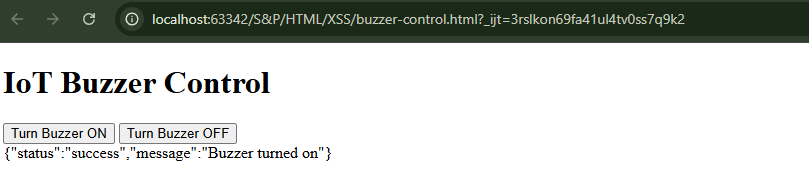 localhost:63342/S&P/HTML/XSS/buzzer-control.html?_ijt=3rslkon69fa41ul4tv0ss7q9k2
IoT Buzzer Control
Turn Buzzer ON Turn Buzzer OFF
{"status":"success","message":"Buzzer turned on"}